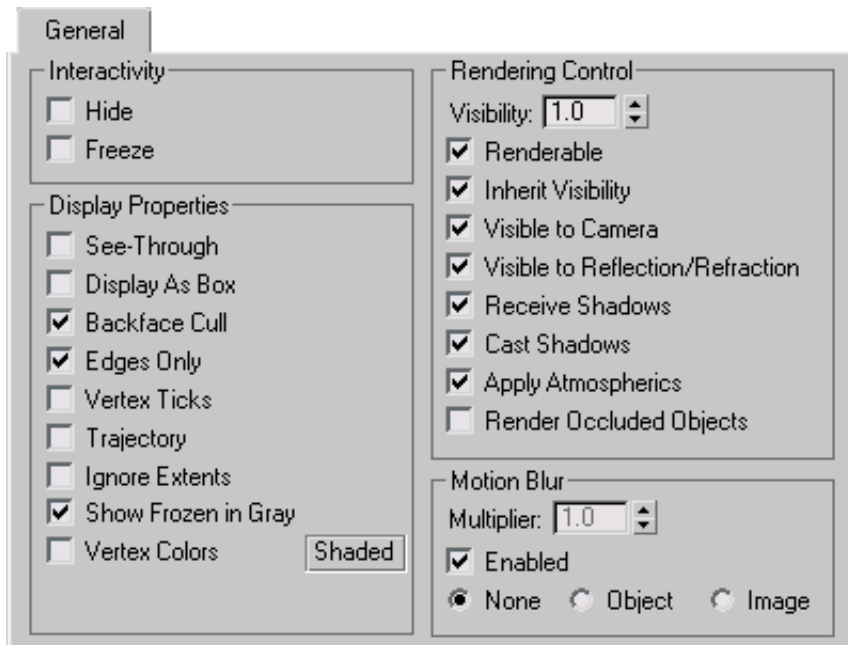 General
Interactivity
Hide
Freeze
Display Properties
See-Through
Display As Box
Backface Cull
Edges Only
Vertex Ticks
Trajectory
Ignore Extents
Show Frozen in Gray
Vertex Colors Shaded
Rendering Control
Visibility: 1.0
Renderable
Inherit Visibility
Visible to Camera
Visible to Reflection/Refraction
Receive Shadows
Cast Shadows
Apply Atmospherics
Render Occluded Objects
Motion Blur
Multiplier: 1.0
Enabled
None Object Image